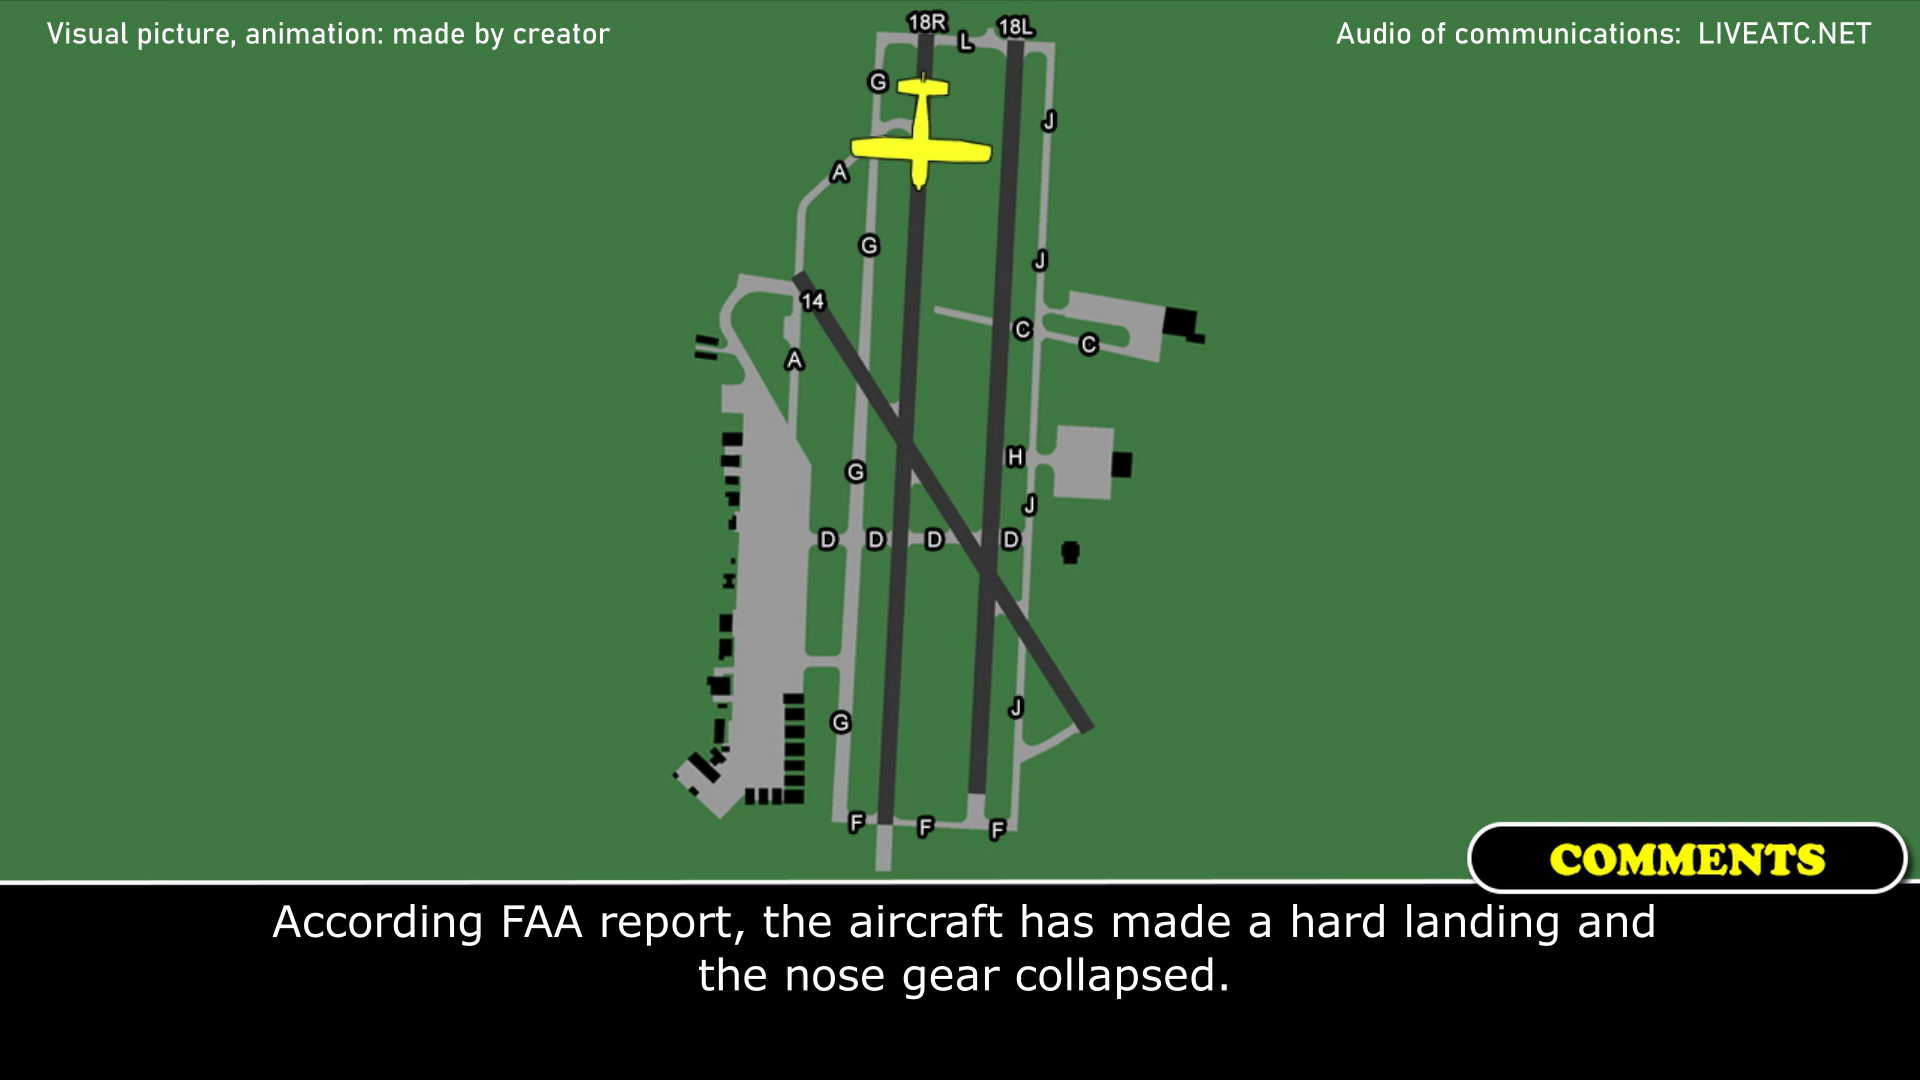 Visual picture, animation: made by creator
Audio of communications: LIVEATC.NET
18R
18L
L
G
J
A
G
J
14
C
C
A
H
G
J
D
D
D
D
J
G
F
F
F
COMMENTS
According FAA report, the aircraft has made a hard landing and
the nose gear collapsed.